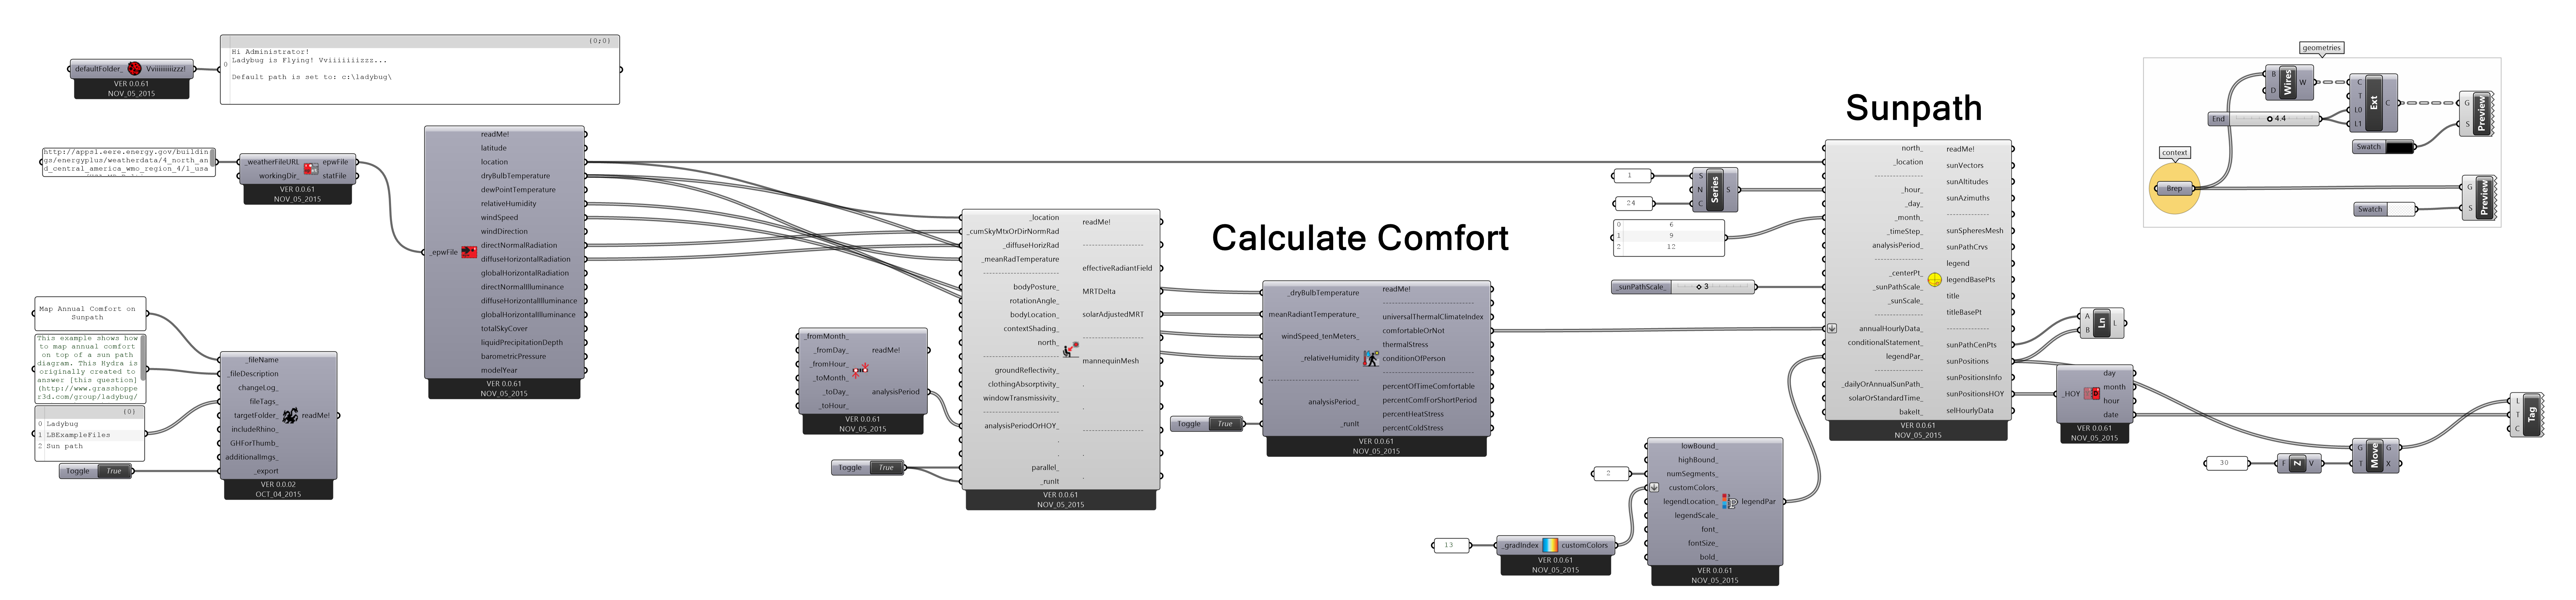 defaultFolder_ Vviiiiiiizzz!
VER 0.0.61
NOV_05_2015
{0;0}
0
Hi Administrator!
Ladybug is Flying! Vviiiiiiizzz...
Default path is set to: c:\ladybug\
http://apps1.eere.energy.gov/buildin
gs/energyplus/weatherdata/4_north_an
d_central_america_wmo_region_4/1_usa
_weatherFileURL epwFile
workingDir_ statFile
VER 0.0.61
NOV_05_2015
Map Annual Comfort on
Sunpath
This example shows how
to map annual comfort
on top of a sun path
diagram. This Hydra is
originally created to
answer [this question]
(http://www.grasshoppe
r3d.com/group/ladybug/
{0}
0 Ladybug
1 LBExampleFiles
2 Sun path
Toggle True
_fileName
_fileDescription
changeLog_
fileTags_
targetFolder_ readMe!
includeRhino_
GHForThumb_
additionalImgs_
_export
VER 0.0.02
OCT_04_2015
_epwFile
readMe!
latitude
location
dryBulbTemperature
dewPointTemperature
relativeHumidity
windSpeed
windDirection
directNormalRadiation
diffuseHorizontalRadiation
globalHorizontalRadiation
directNormalIlluminance
diffuseHorizontalIlluminance
globalHorizontalIlluminance
totalSkyCover
liquidPrecipitationDepth
barometricPressure
modelYear
VER 0.0.61
NOV_05_2015
_fromMonth_
_fromDay_ readMe!
_fromHour_
_toMonth_
_toDay_ analysisPeriod
_toHour_
VER 0.0.61
NOV_05_2015
Toggle True
_location
_cumSkyMtxOrDirNormRad
_diffuseHorizRad
_meanRadTemperature
------------------------
bodyPosture_
rotationAngle_
bodyLocation_
contextShading_
north_
------------------------
groundReflectivity_
clothingAbsorptivity_
windowTransmissivity_
------------------------
analysisPeriodOrHOY_
.
.
parallel_
_runIt
readMe!
-------------------
effectiveRadiantField
MRTDelta
solarAdjustedMRT
-------------------
mannequinMesh
.
.
-------------------
.
VER 0.0.61
NOV_05_2015
Calculate Comfort
_dryBulbTemperature
meanRadiantTemperature_
windSpeed_tenMeters_
_relativeHumidity
----------------------------
analysisPeriod_
_runIt
readMe!
----------------------------
universalThermalClimateIndex
comfortableOrNot
thermalStress
conditionOfPerson
----------------------------
percentOfTimeComfortable
percentComfForShortPeriod
percentHeatStress
percentColdStress
VER 0.0.61
NOV_05_2015
Toggle True
13
_gradIndex customColors
VER 0.0.61
NOV_05_2015
2
lowBound_
highBound_
numSegments_
customColors_
legendLocation_ legendPar
legendScale_
font_
fontSize_
bold_
VER 0.0.61
NOV_05_2015
1
24
S
N Series S
C
0 6
1 9
2 12
_sunPathScale_ 3
Sunpath
north_
_location
------------------
_hour_
_day_
_month_
_timeStep_
analysisPeriod_
------------------
_centerPt_
_sunPathScale_
_sunScale_
------------------
annualHourlyData_
conditionalStatement_
legendPar_
------------------
_dailyOrAnnualSunPath_
solarOrStandardTime_
bakeIt_
readMe!
sunVectors
sunAltitudes
sunAzimuths
---------------
sunSpheresMesh
sunPathCrvs
legend
legendBasePts
title
titleBasePt
---------------
sunPathCenPts
sunPositions
sunPositionsInfo
sunPositionsHOY
selHourlyData
VER 0.0.61
NOV_05_2015
A
B Ln L
_HOY
day
month
hour
date
VER 0.0.61
NOV_05_2015
30
F Z V
G Move G
T X
L
T Tag
C
geometries
context
Brep
B Wires W
D
End 4.4
C
T Ext C
L0
L1
Swatch
G Preview
S
Swatch
G Preview
S